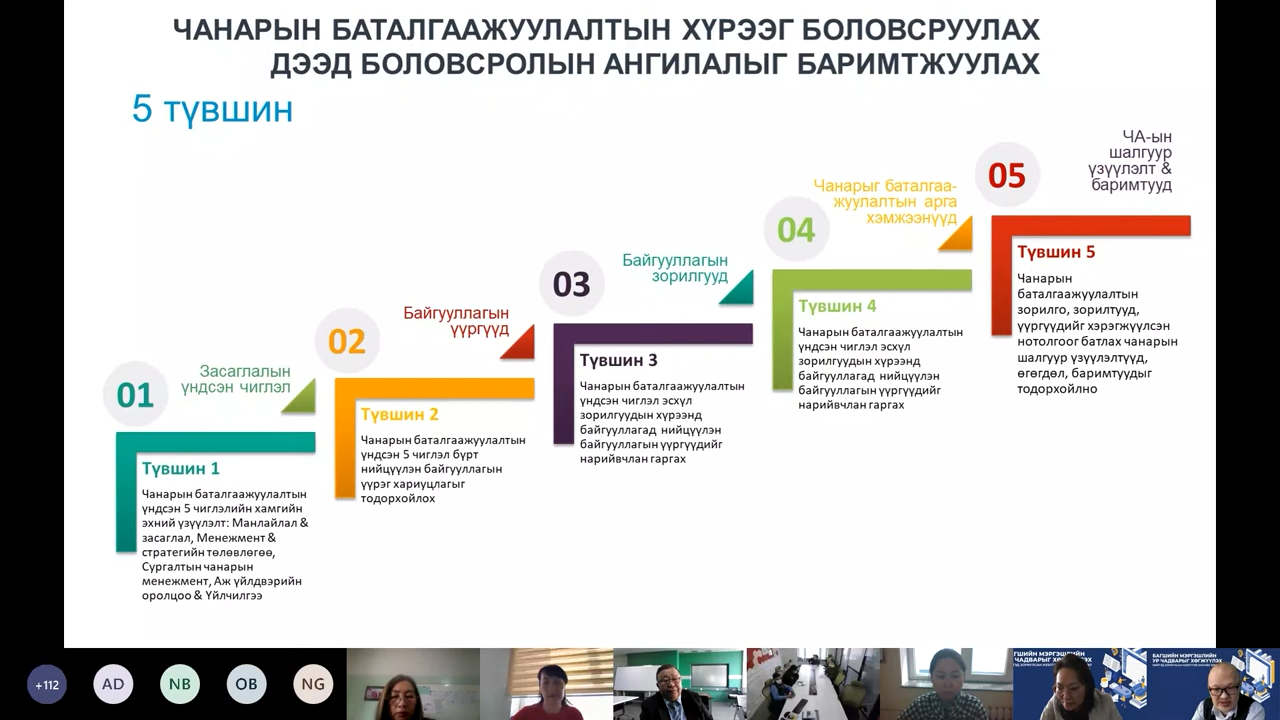 ЧАНАРЫН БАТАЛГААЖУУЛАЛТЫН ХҮРЭЭГ БОЛОВСРУУЛАХ
ДЭЭД БОЛОВСРОЛЫН АНГИЛАЛЫГ БАРИМТЖУУЛАХ
5 түвшин
01
Засаглалын
үндсэн чиглэл
Түвшин 1
Чанарын баталгаажуулалтын
үндсэн 5 чиглэлийн хамгийн
эхний үзүүлэлт: Манлайлал &
засаглал, Менежмент &
стратегийн төлөвлөгөө,
Сургалтын чанарын
менежмент, Аж үйлдвэрийн
оролцоо & Үйлчилгээ
02
Байгууллагын
үүргүүд
Түвшин 2
Чанарын баталгаажуулалтын
үндсэн 5 чиглэл бүрт
нийцүүлэн байгууллагын
үүрэг хариуцлагыг
тодорхойлох
03
Байгууллагын
зорилгууд
Түвшин 3
Чанарын баталгаажуулалтын
үндсэн чиглэл эсхүл
зорилгуудын хүрээнд
байгууллагад нийцүүлэн
байгууллагын үүргүүдийг
нарийвчлан гаргах
04
Чанарыг баталгаа-
жуулалтын арга
хэмжээнүүд
Түвшин 4
Чанарын баталгаажуулалтын
үндсэн чиглэл эсхүл
зорилгуудын хүрээнд
байгууллагад нийцүүлэн
байгууллагын үүргүүдийг
нарийвчлан гаргах
05
ЧА-ын
шалгуур
үзүүлэлт &
баримтууд
Түвшин 5
Чанарын
баталгаажуулалтын
зорилго, зорилтууд,
үүргүүдийг хэрэгжүүлсэн
нотолгоог батлах чанарын
шалгуур үзүүлэлтүүд,
өгөгдөл, баримтуудыг
тодорхойлно
+112
AD
NB
OB
NG
БАГШИЙН МЭРГЭШЛИЙН
УР ЧАДВАРЫГ ХӨГЖҮҮЛЭХ